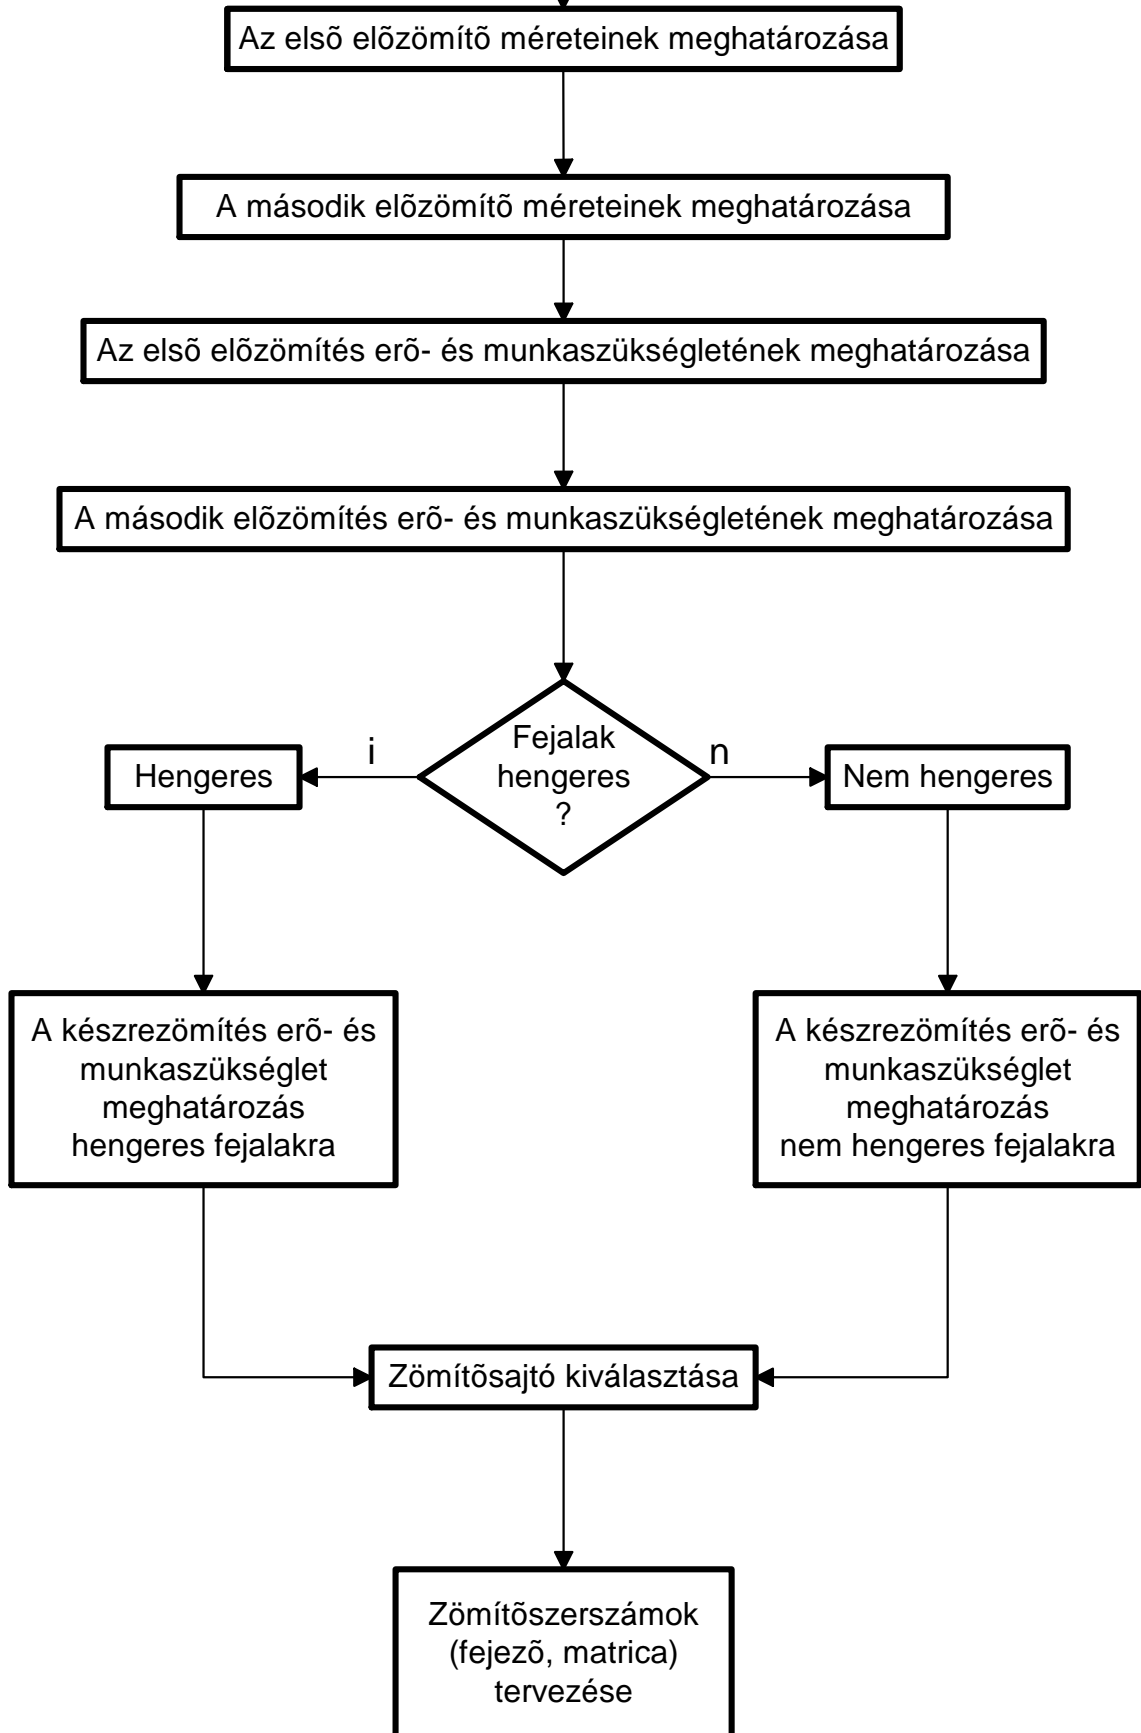 Az elsõ elõzömítõ méreteinek meghatározása
A második elõzömítõ méreteinek meghatározása
Az elsõ elõzömítés erõ- és munkaszükségletének meghatározása
A második elõzömítés erõ- és munkaszükségletének meghatározása
Fejalak
hengeres
?
i
n
Hengeres
Nem hengeres
A készrezömítés erõ- és
munkaszükséglet
meghatározás
hengeres fejalakra
A készrezömítés erõ- és
munkaszükséglet
meghatározás
nem hengeres fejalakra
Zömítõsajtó kiválasztása
Zömítõszerszámok
(fejezõ, matrica)
tervezése